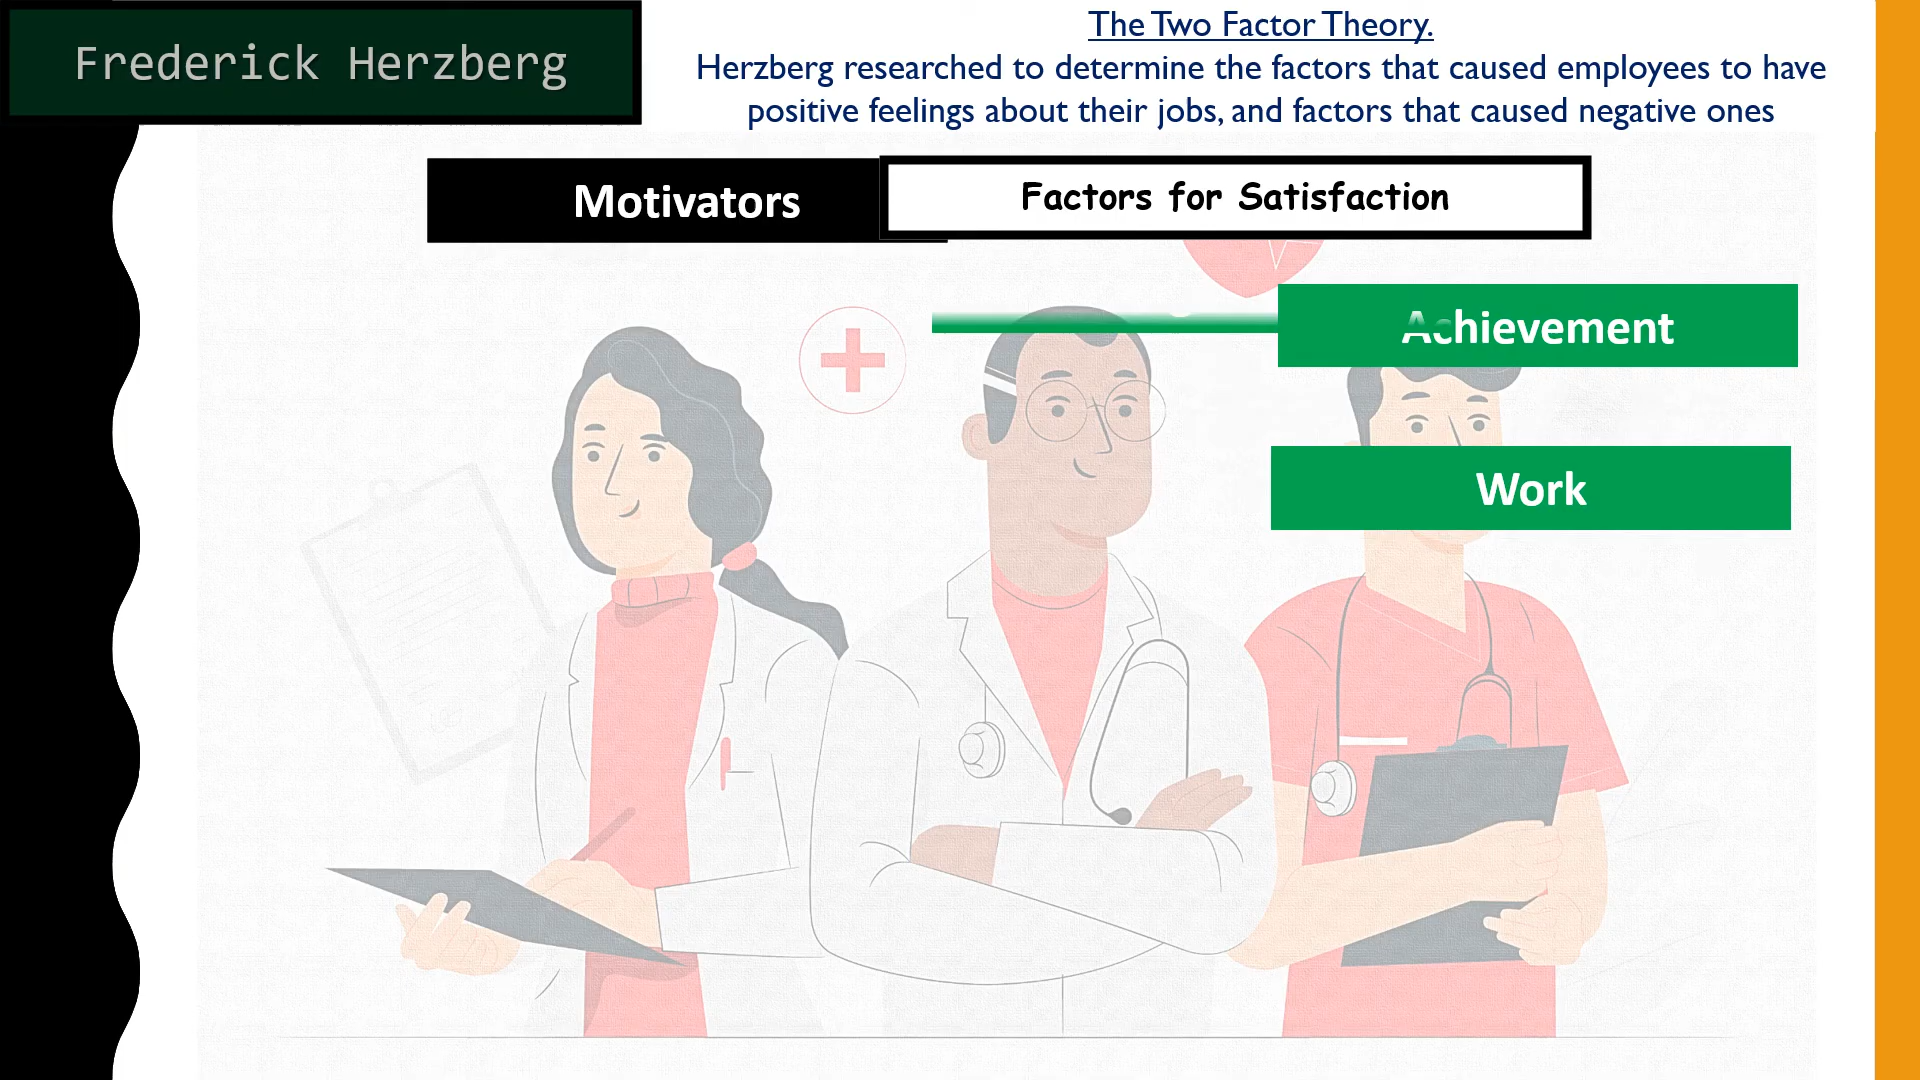 Frederick Herzberg
The Two Factor Theory.
Herzberg researched to determine the factors that caused employees to have
positive feelings about their jobs, and factors that caused negative ones
Motivators
Factors for Satisfaction
Achievement
Work